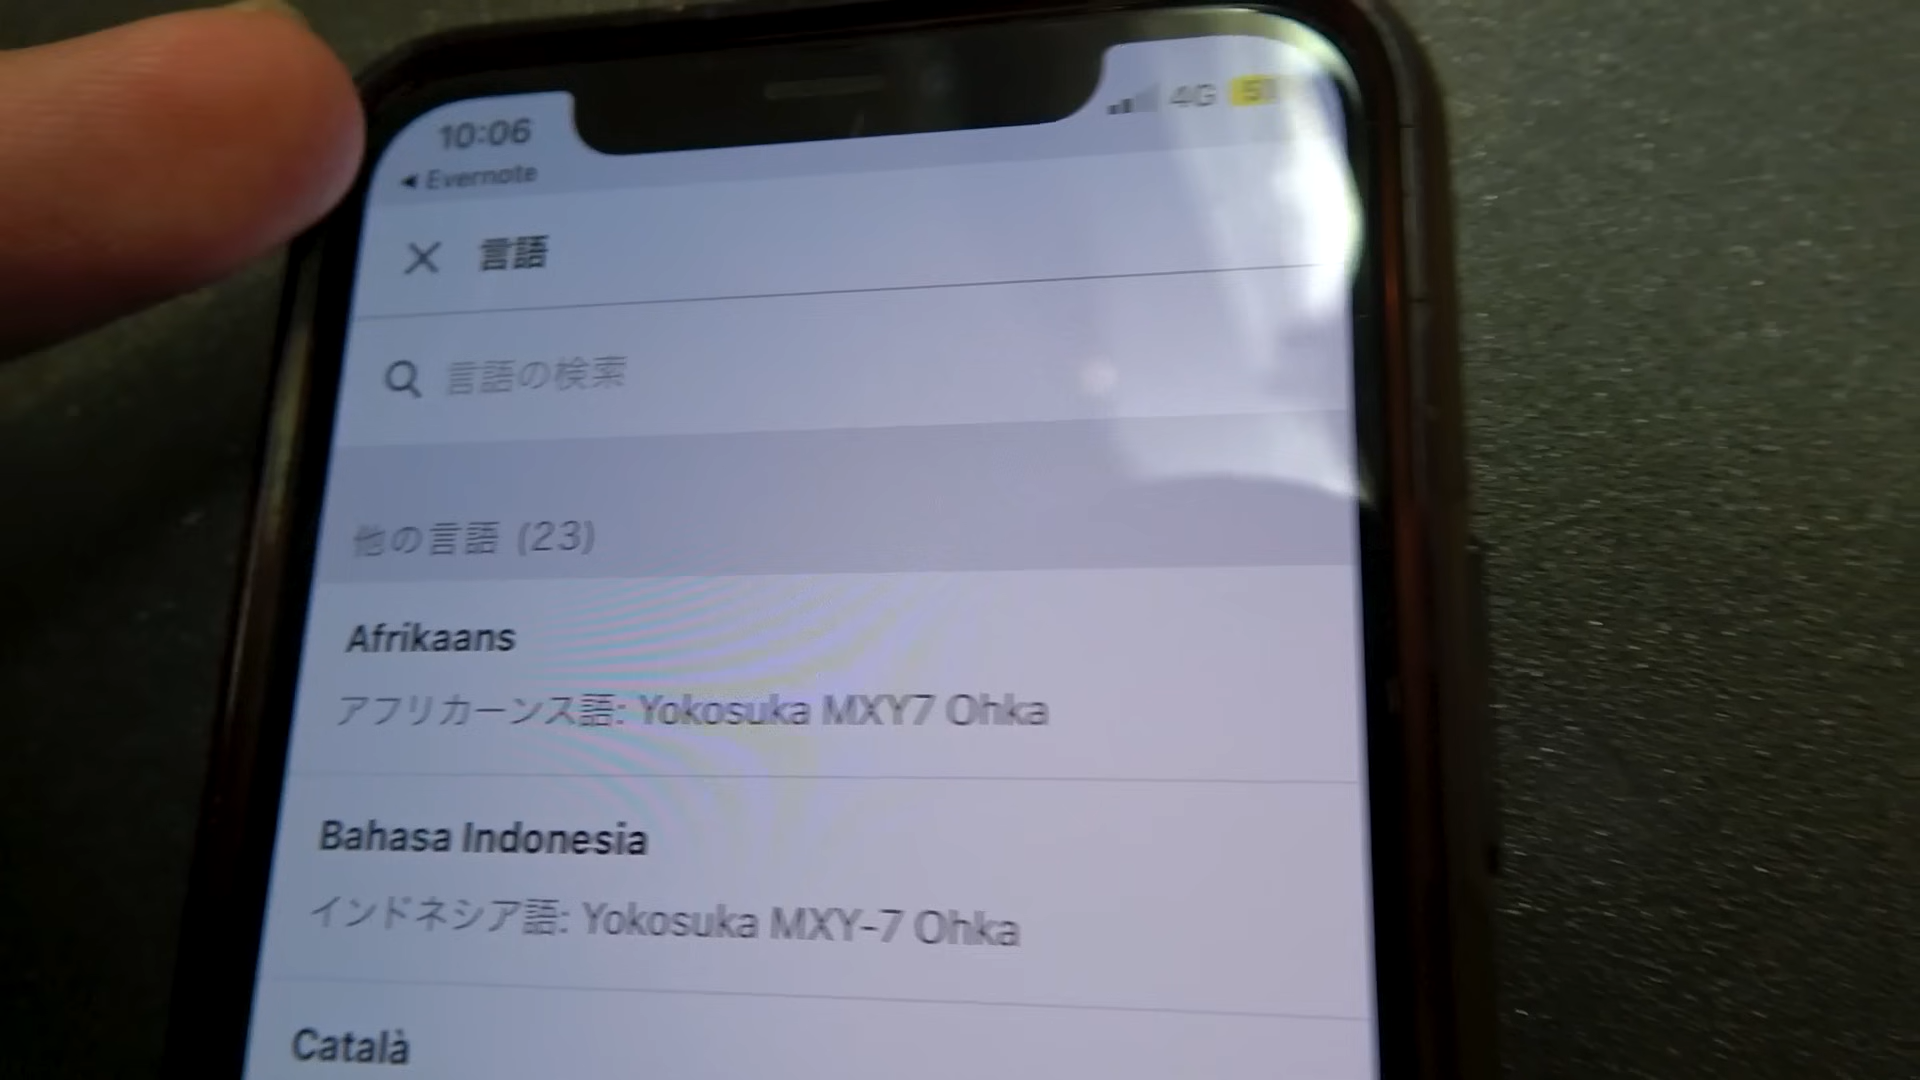 10:06
4G
◀ Evernote
× 言語
言語の検索
他の言語 (23)
Afrikaans
アフリカーンス語: Yokosuka MXY7 Ohka
Bahasa Indonesia
インドネシア語: Yokosuka MXY-7 Ohka
Català